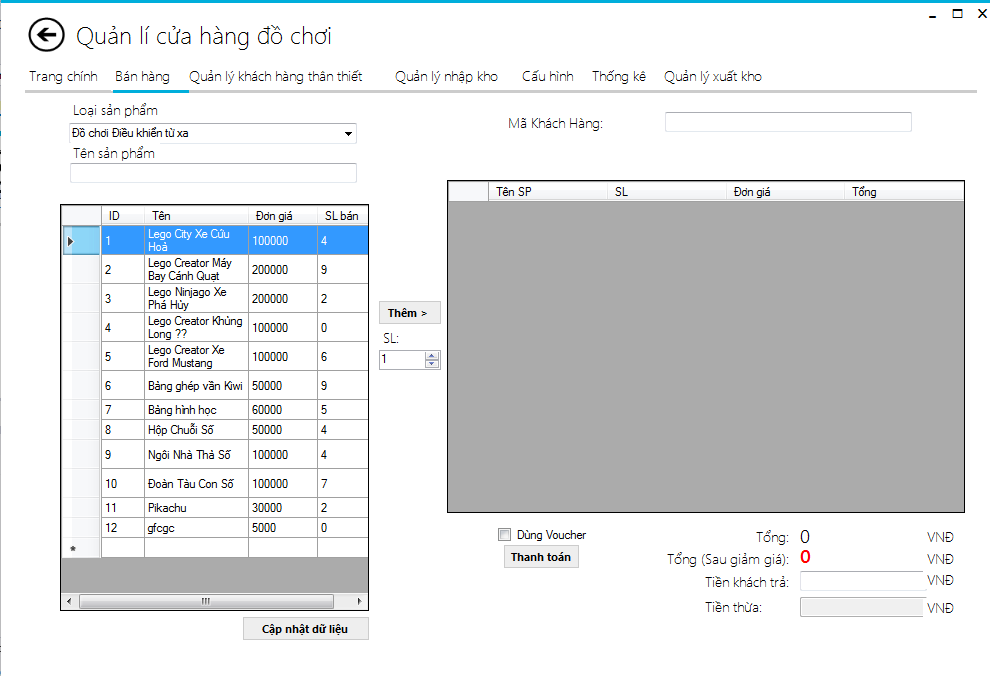 Quản lí cửa hàng đồ chơi
Trang chính Bán hàng Quản lý khách hàng thân thiết Quản lý nhập kho Cấu hình Thống kê Quản lý xuất kho
Loại sản phẩm
Đồ chơi Điều khiển từ xa
Tên sản phẩm
Mã Khách Hàng:
ID Tên Đơn giá SL bán
1 Lego City Xe Cứu Hoả 100000 4
2 Lego Creator Máy Bay Cánh Quạt 200000 9
3 Lego Ninjago Xe Phá Hủy 200000 2
4 Lego Creator Khủng Long ?? 100000 0
5 Lego Creator Xe Ford Mustang 100000 6
6 Bảng ghép vần Kiwi 50000 9
7 Bảng hình học 60000 5
8 Hộp Chuỗi Số 50000 4
9 Ngôi Nhà Thả Số 100000 4
10 Đoàn Tàu Con Số 100000 7
11 Pikachu 30000 2
12 gfcgc 5000 0
Cập nhật dữ liệu
Thêm >
SL:
1
Tên SP SL Đơn giá Tổng
Dùng Voucher
Thanh toán
Tổng: 0 VNĐ
Tổng (Sau giảm giá): 0 VNĐ
Tiền khách trả: VNĐ
Tiền thừa: VNĐ